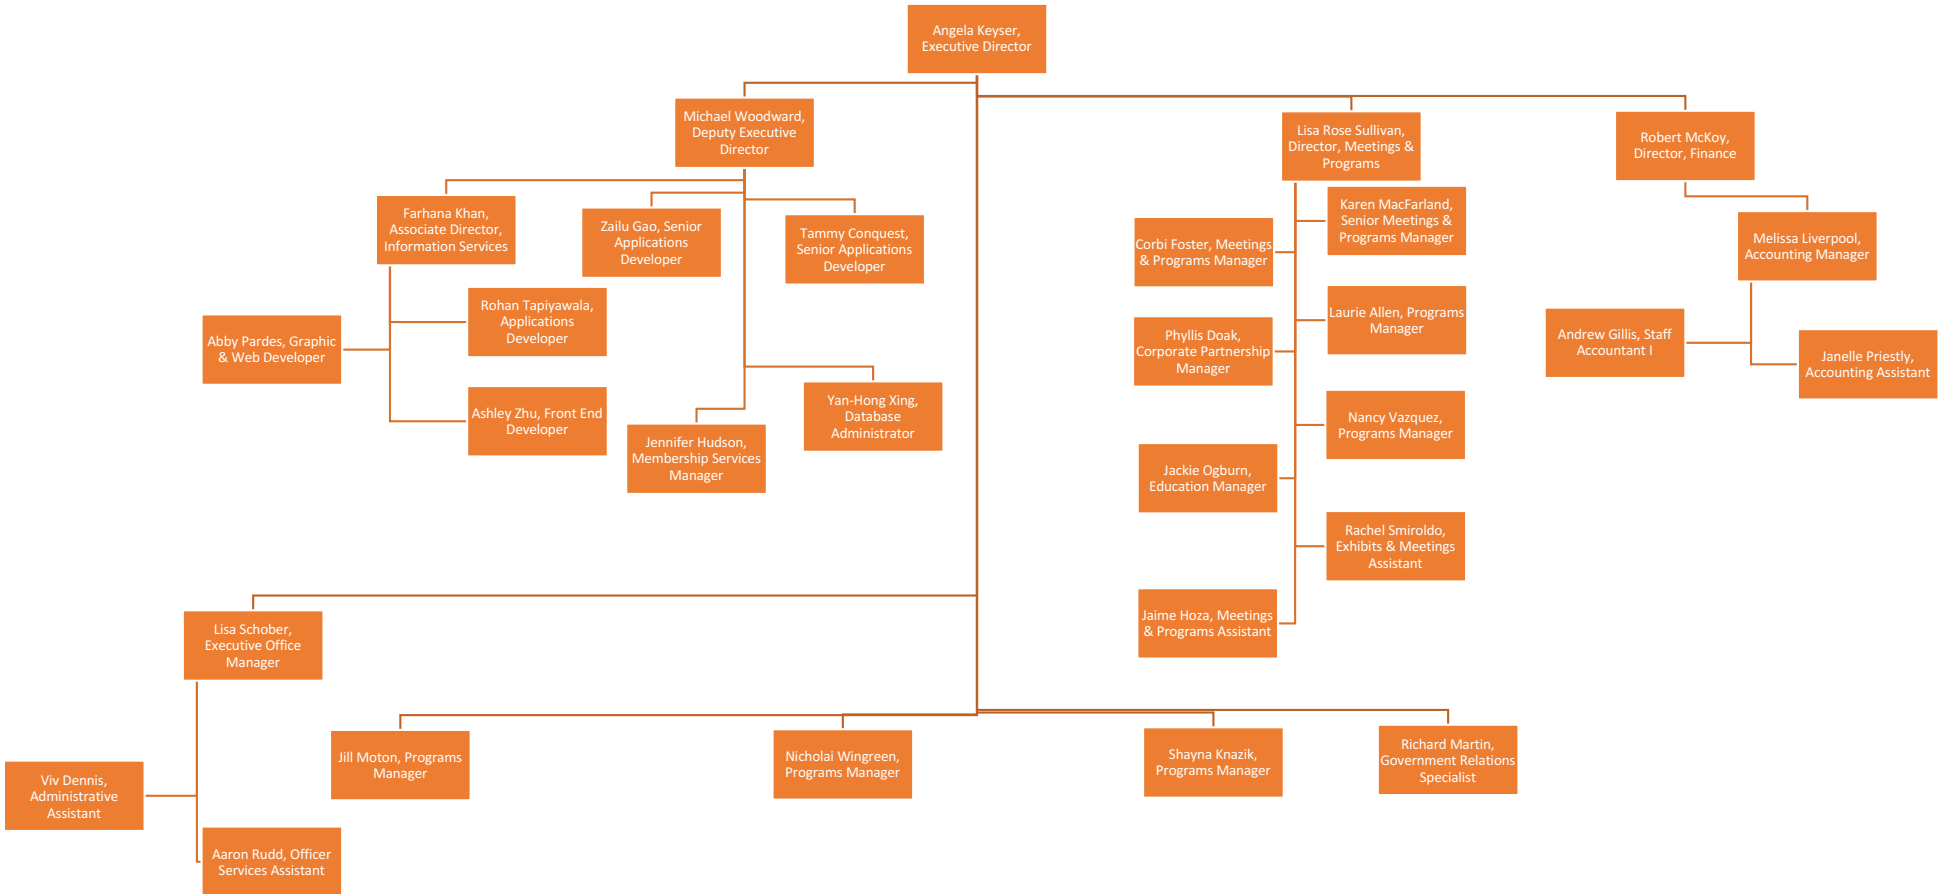 Angela Keyser,
Executive Director
Michael Woodward,
Deputy Executive
Director
Lisa Rose Sullivan,
Director, Meetings &
Programs
Robert McKoy,
Director, Finance
Farhana Khan,
Associate Director,
Information Services
Zailu Gao, Senior
Applications
Developer
Tammy Conquest,
Senior Applications
Developer
Karen MacFarland,
Senior Meetings &
Programs Manager
Corbi Foster, Meetings
& Programs Manager
Melissa Liverpool,
Accounting Manager
Rohan Tapiyawala,
Applications
Developer
Abby Pardes, Graphic
& Web Developer
Laurie Allen, Programs
Manager
Phyllis Doak,
Corporate Partnership
Manager
Andrew Gillis, Staff
Accountant I
Janelle Priestly,
Accounting Assistant
Ashley Zhu, Front End
Developer
Yan-Hong Xing,
Database
Administrator
Jennifer Hudson,
Membership Services
Manager
Nancy Vazquez,
Programs Manager
Jackie Ogburn,
Education Manager
Rachel Smiroldo,
Exhibits & Meetings
Assistant
Jaime Hoza, Meetings
& Programs Assistant
Lisa Schober,
Executive Office
Manager
Jill Moton, Programs
Manager
Nicholai Wingreen,
Programs Manager
Shayna Knazik,
Programs Manager
Richard Martin,
Government Relations
Specialist
Viv Dennis,
Administrative
Assistant
Aaron Rudd, Officer
Services Assistant